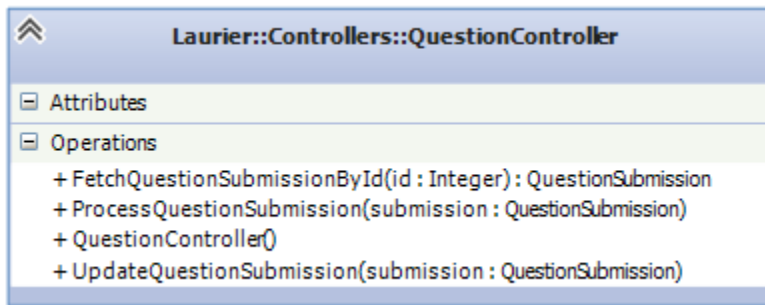 Laurier::Controllers::QuestionController
Attributes
Operations
+ FetchQuestionSubmissionById(id : Integer) : QuestionSubmission
+ ProcessQuestionSubmission(submission : QuestionSubmission)
+ QuestionController()
+ UpdateQuestionSubmission(submission : QuestionSubmission)